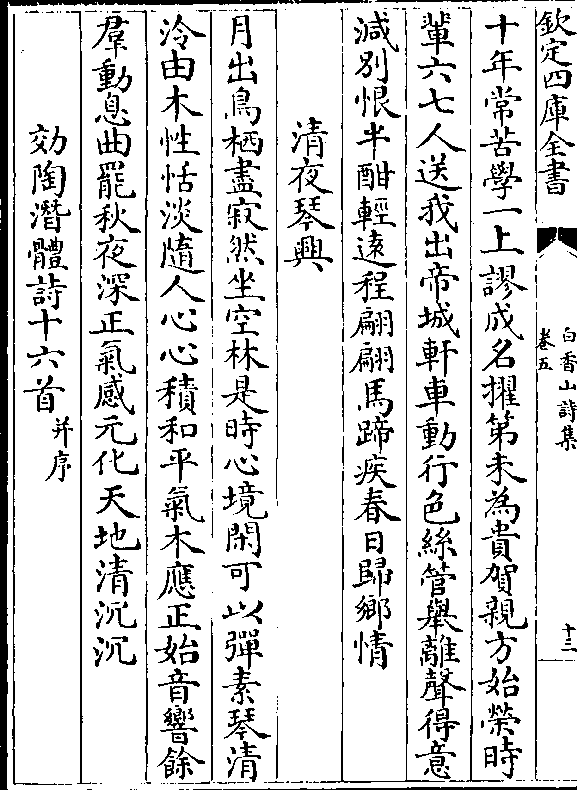 欽定四庫全書
白香山詩集
卷五
十三
十年常苦學一上謬成名擢第未為貴賀親方始榮時
輩六七人送我出帝城軒車動行色絲管舉離聲得意
減別恨半酣輕遠程翩翩馬蹄疾春日歸鄉情
清夜琴興
月出鳥栖盡寂然坐空林是時心境閑可以彈素琴清
泠由木性恬淡隨人心心積和平氣木應正始音響餘
羣動息曲罷秋夜深正氣感元化天地清沉沉
効陶潛體詩十六首并序